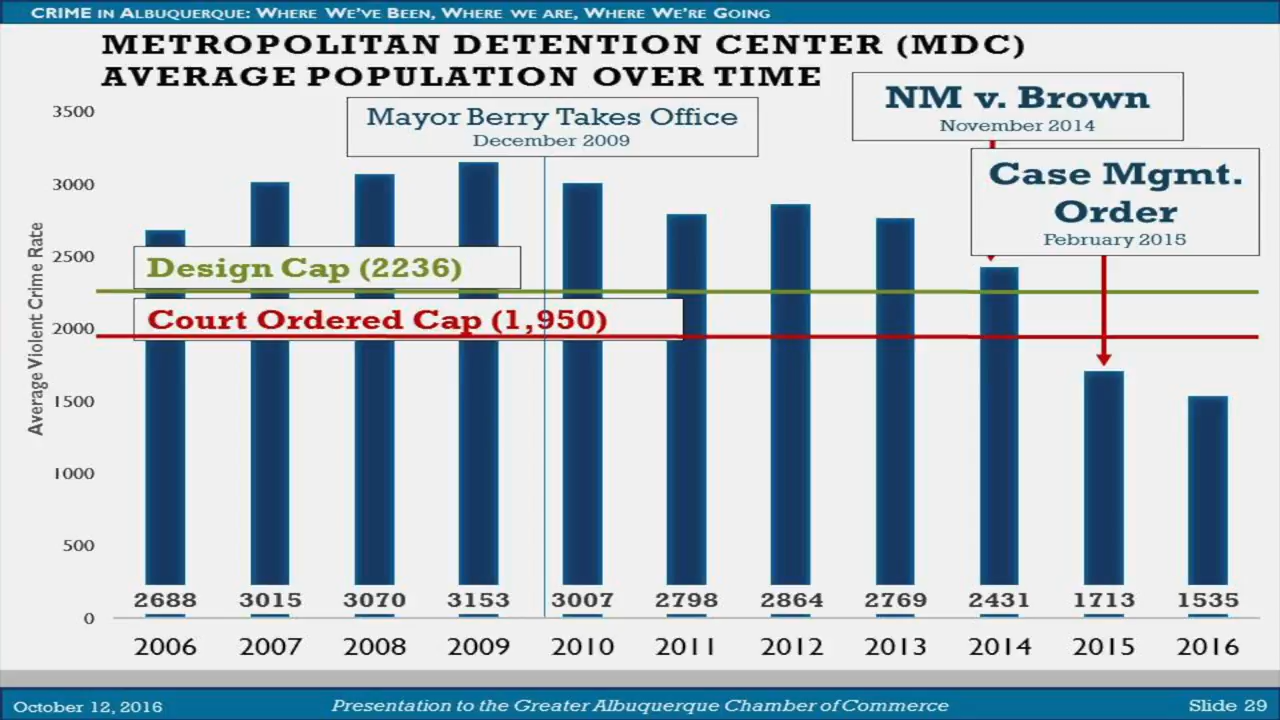 CRIME IN ALBUQUERQUE: WHERE WE'VE BEEN, WHERE WE ARE, WHERE WE'RE GOING
METROPOLITAN DETENTION CENTER (MDC)
AVERAGE POPULATION OVER TIME
Mayor Berry Takes Office
December 2009
NM v. Brown
November 2014
Case Mgmt.
Order
February 2015
Design Cap (2236)
Court Ordered Cap (1,950)
Average Violent Crime Rate
3500
3000
2500
2000
1500
1000
500
0
2688 3015 3070 3153 3007 2798 2864 2769 2431 1713 1535
2006 2007 2008 2009 2010 2011 2012 2013 2014 2015 2016
October 12, 2016 Presentation to the Greater Albuquerque Chamber of Commerce Slide 29